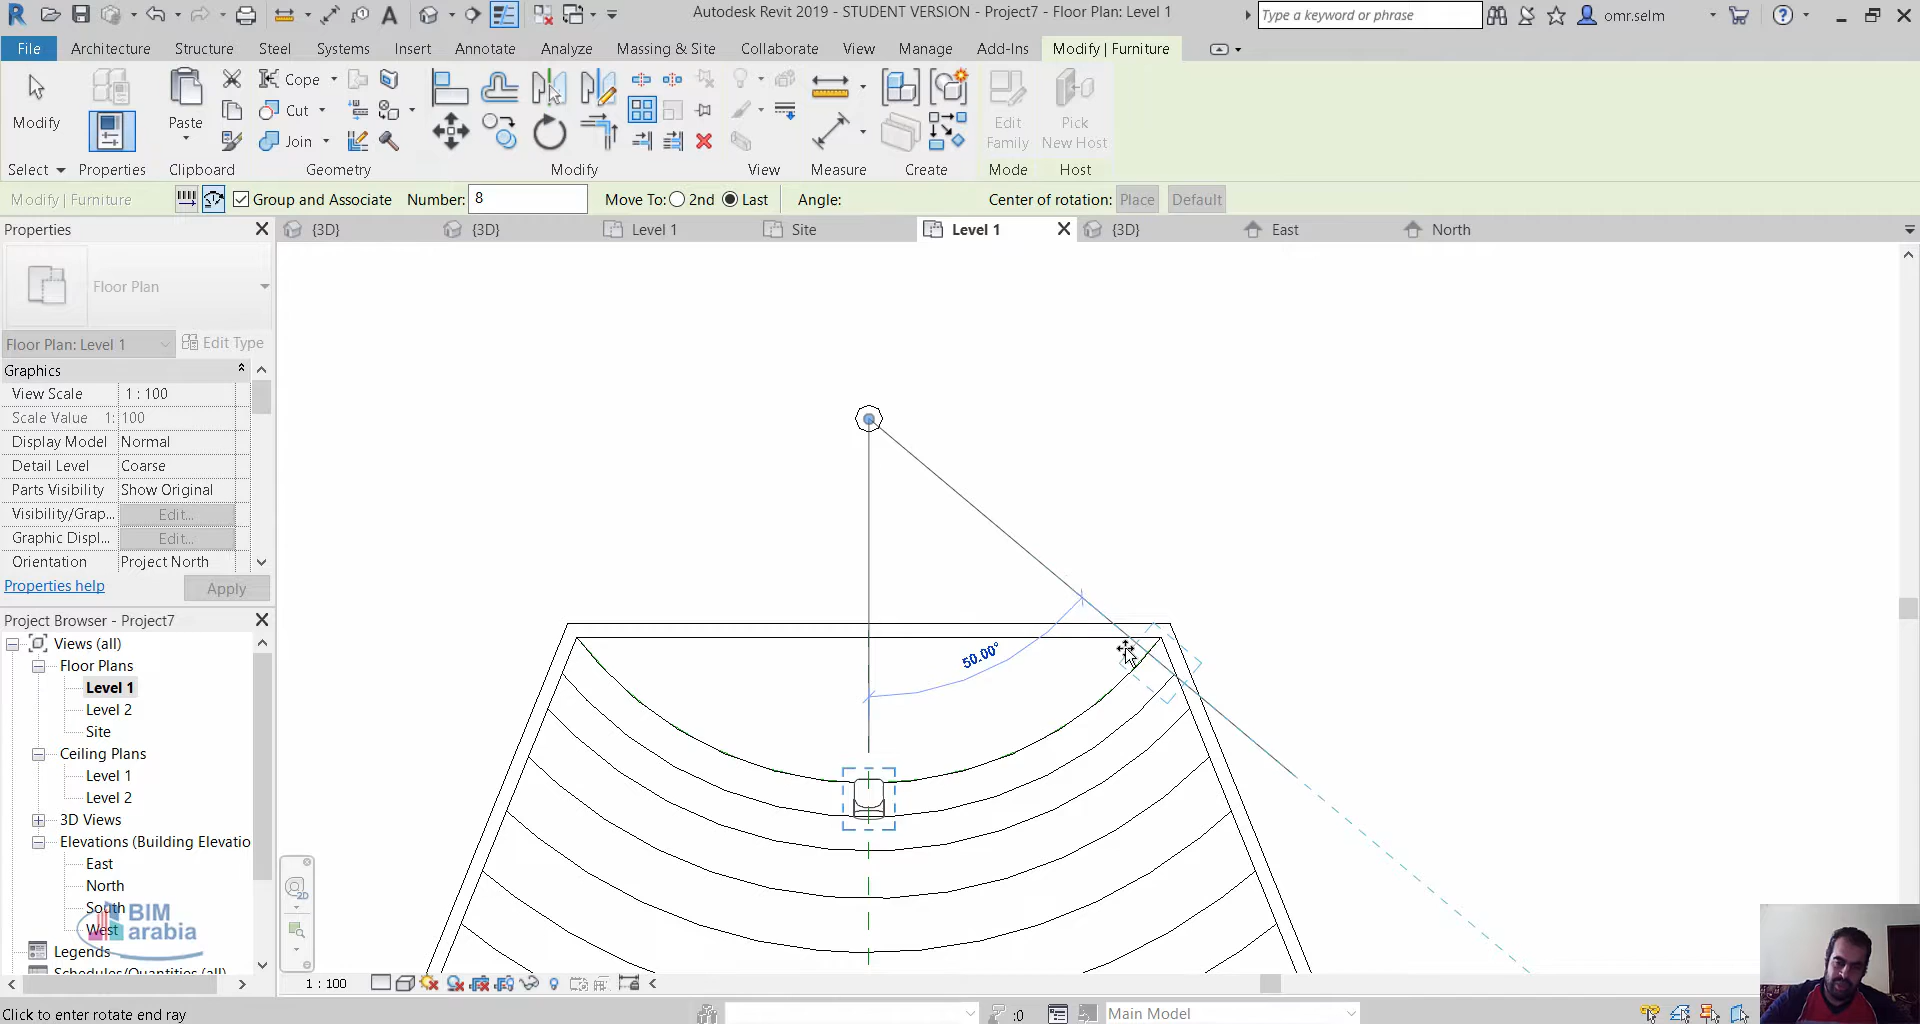 Autodesk Revit 2019 - STUDENT VERSION - Project7 - Floor Plan: Level 1
Type a keyword or phrase
omr.selm
File Architecture Structure Steel Systems Insert Annotate Analyze Massing & Site Collaborate View Manage Add-Ins Modify | Furniture
Modify
Paste
Cope
Cut
Join
Edit Family
Pick New Host
Select Properties Clipboard Geometry Modify View Measure Create Mode Host
Modify | Furniture
Group and Associate Number: 8 Move To: 2nd Last Angle: Center of rotation: Place Default
Properties
{3D} {3D} Level 1 Site Level 1 {3D} East North
Floor Plan
Floor Plan: Level 1 Edit Type
Graphics
View Scale 1 : 100
Scale Value 1: 100
Display Model Normal
Detail Level Coarse
Parts Visibility Show Original
Visibility/Grap... Edit...
Graphic Displ... Edit...
Orientation Project North
Properties help Apply
50.00°
Project Browser - Project7
Views (all)
Floor Plans
Level 1
Level 2
Site
Ceiling Plans
Level 1
Level 2
3D Views
Elevations (Building Elevatio
East
North
South
West
BIM
arabia
Legends
Schedules/Quantities (all)
2D
1 : 100
Click to enter rotate end ray
:0
Main Model